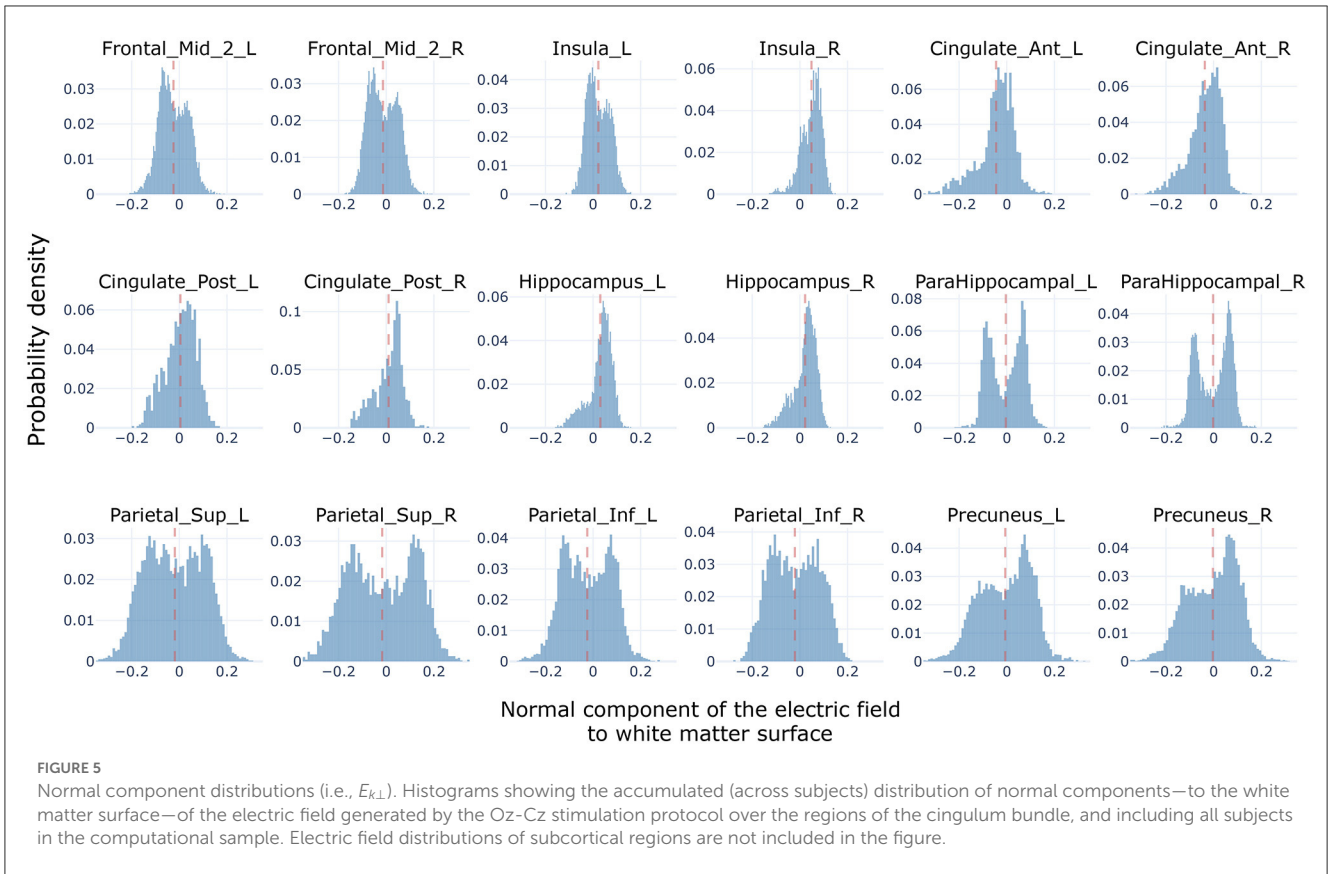 Frontal_Mid_2_L Frontal_Mid_2_R Insula_L Insula_R Cingulate_Ant_L Cingulate_Ant_R
0.03 0.02 0.01 0 −0.2 0 0.2
0.03 0.02 0.01 0 −0.2 0 0.2
0.04 0.03 0.02 0.01 0 −0.2 0 0.2
0.06 0.04 0.02 0 −0.2 0 0.2
0.06 0.04 0.02 0 −0.2 0 0.2
0.06 0.04 0.02 0 −0.2 0 0.2
Probability density
Cingulate_Post_L Cingulate_Post_R Hippocampus_L Hippocampus_R ParaHippocampal_L ParaHippocampal_R
0.06 0.04 0.02 0 −0.2 0 0.2
0.1 0.05 0 −0.2 0 0.2
0.06 0.04 0.02 0 −0.2 0 0.2
0.04 0.02 0 −0.2 0 0.2
0.08 0.06 0.04 0.02 0 −0.2 0 0.2
0.04 0.03 0.02 0.01 0 −0.2 0 0.2
Parietal_Sup_L Parietal_Sup_R Parietal_Inf_L Parietal_Inf_R Precuneus_L Precuneus_R
0.03 0.02 0.01 0 −0.2 0 0.2
0.03 0.02 0.01 0 −0.2 0 0.2
0.04 0.03 0.02 0.01 0 −0.2 0 0.2
0.04 0.03 0.02 0.01 0 −0.2 0 0.2
0.04 0.03 0.02 0.01 0 −0.2 0 0.2
0.04 0.03 0.02 0.01 0 −0.2 0 0.2
Normal component of the electric field
to white matter surface
FIGURE 5
Normal component distributions (i.e., Ek⊥). Histograms showing the accumulated (across subjects) distribution of normal components—to the white
matter surface—of the electric field generated by the Oz-Cz stimulation protocol over the regions of the cingulum bundle, and including all subjects
in the computational sample. Electric field distributions of subcortical regions are not included in the figure.